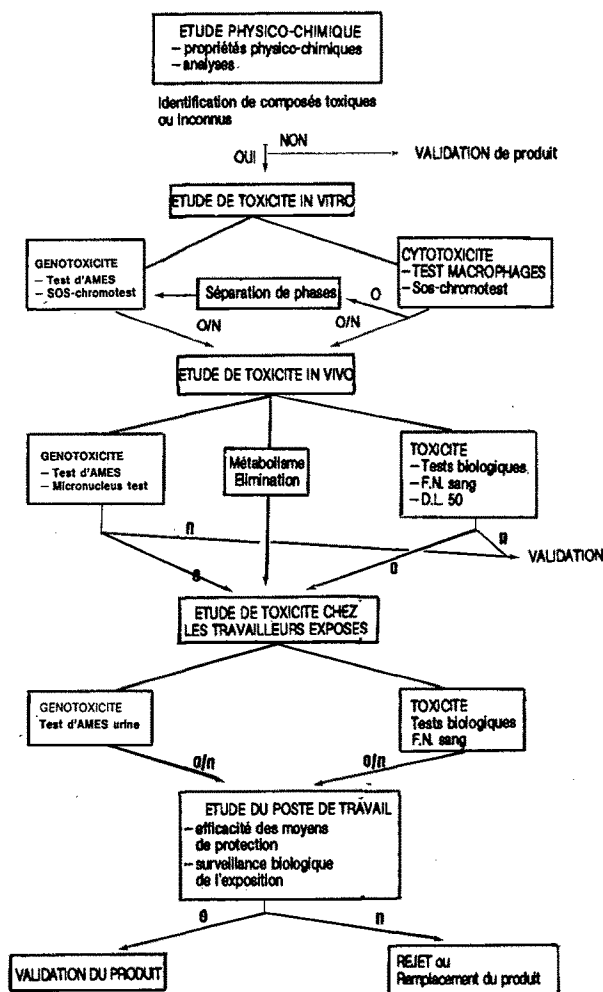 ETUDE PHYSICO-CHIMIQUE
– propriétés physico-chimiques
– analyses
Identification de composés toxiques
ou Inconnus
NON
OUI
VALIDATION de produit
ETUDE DE TOXICITE IN VITRO
GENOTOXICITE
– Test d'AMES
– SOS-chromotest
Séparation de phases
O
CYTOTOXICITE
– TEST MACROPHAGES
– Sos-chromotest
O/N
O/N
ETUDE DE TOXICITE IN VIVO
GENOTOXICITE
– Test d'AMES
– Micronucleus test
Métabolisme
Elimination
TOXICITE
– Tests biologiques
– F.N. sang
– D.L. 50
n
n
VALIDATION
o
ETUDE DE TOXICITE CHEZ
LES TRAVAILLEURS EXPOSES
GENOTOXICITE
Test d'AMES urine
TOXICITE
Tests biologiques
F.N. sang
o/n
o/n
ETUDE DU POSTE DE TRAVAIL
– efficacité des moyens
de protection
– surveillance biologique
de l'exposition
n
VALIDATION DU PRODUIT
REJET ou
Remplacement du produit